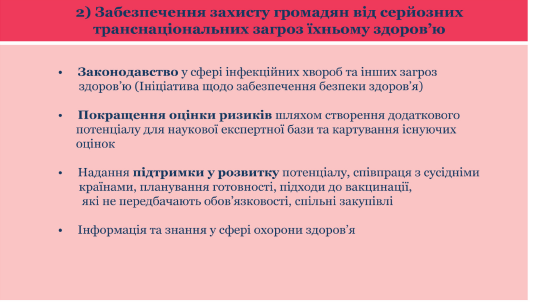 2) Забезпечення захисту громадян від серйозних
транснаціональних загроз їхньому здоров'ю
• Законодавство у сфері інфекційних хвороб та інших загроз
здоров'ю (Ініціатива щодо забезпечення безпеки здоров'я)
• Покращення оцінки ризиків шляхом створення додаткового
потенціалу для наукової експертної бази та картування існуючих
оцінок
• Надання підтримки у розвитку потенціалу, співпраця з сусідніми
країнами, планування готовності, підходи до вакцинації,
які не передбачають обов'язковості, спільні закупівлі
• Інформація та знання у сфері охорони здоров'я